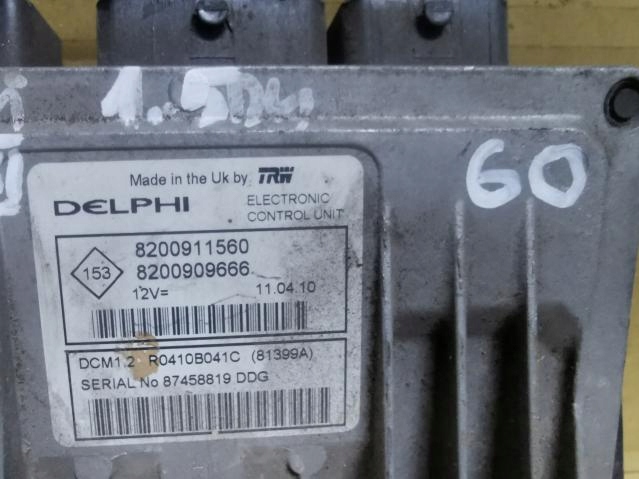 1.5Dci
60
Made in the Uk by TRW
DELPHI
ELECTRONIC
CONTROL UNIT
153
8200911560
8200909666
12V=
11.04.10
DCM1.2 R0410B041C (81399A)
SERIAL No 87458819 DDG